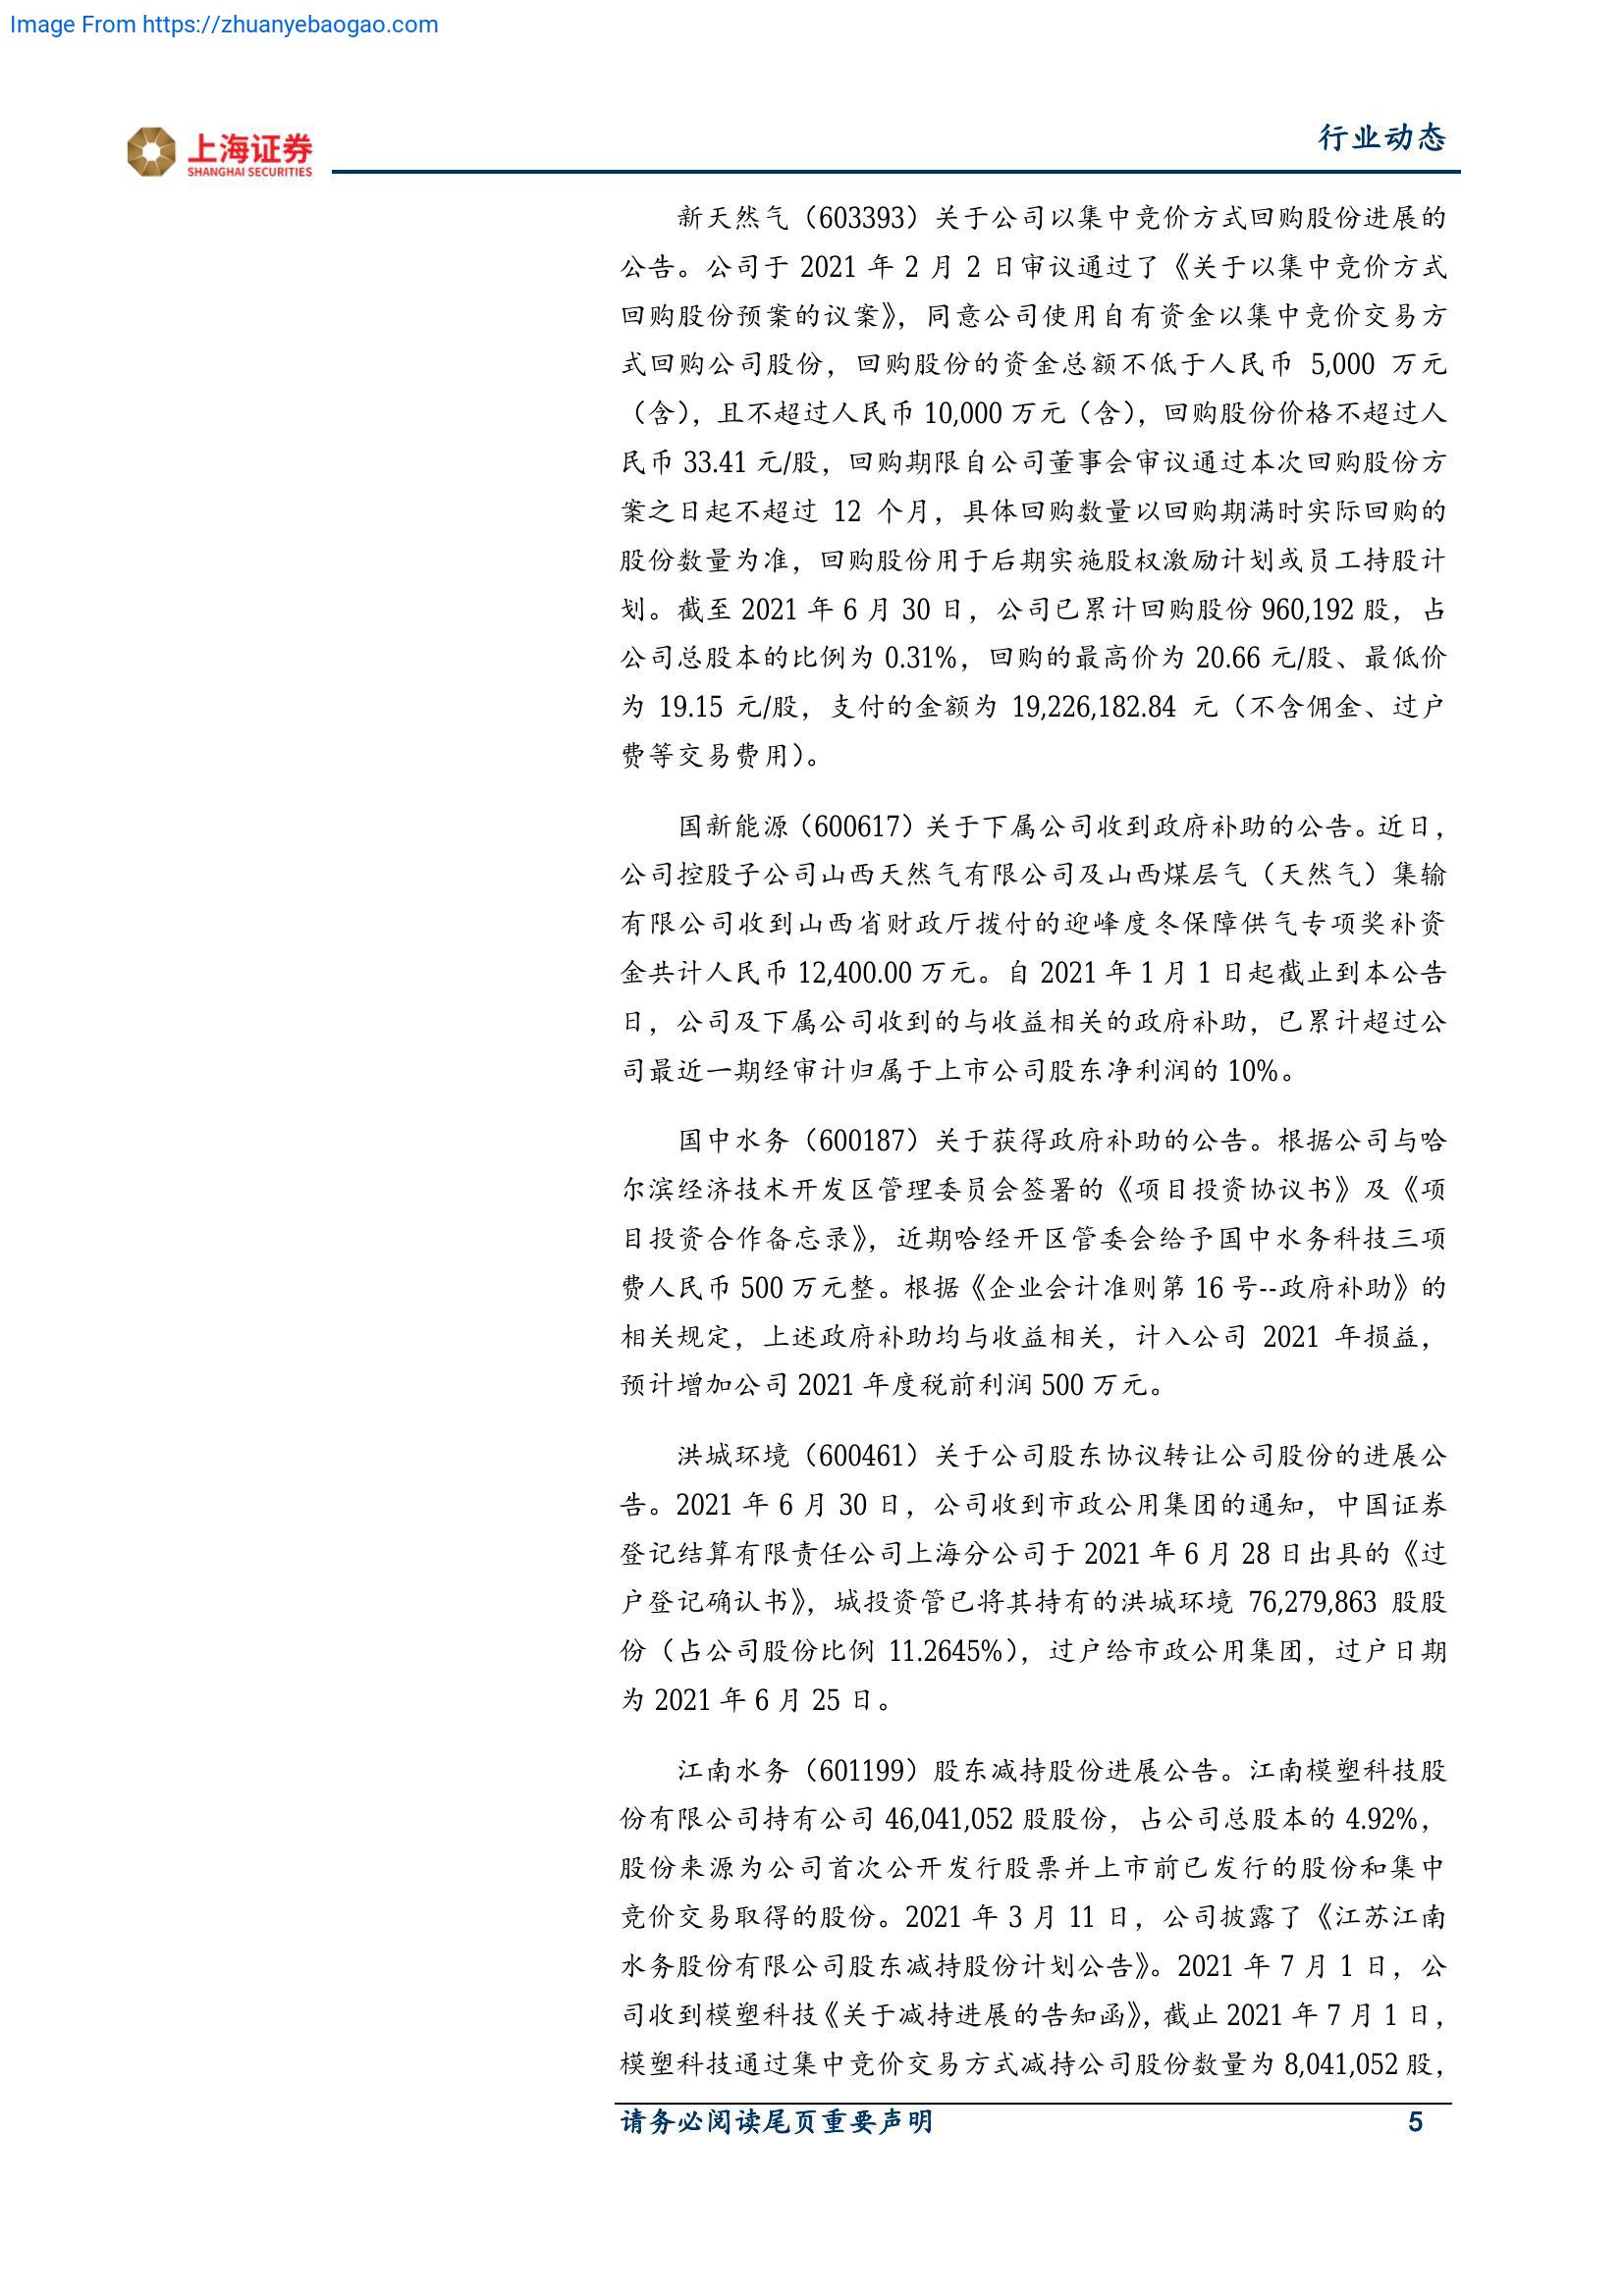 Image From https://zhuanyebaogao.com
上海证券
SHANGHAI SECURITIES
行业动态
新天然气（603393）关于公司以集中竞价方式回购股份进展的
公告。公司于 2021 年 2 月 2 日审议通过了《关于以集中竞价方式
回购股份预案的议案》，同意公司使用自有资金以集中竞价交易方
式回购公司股份，回购股份的资金总额不低于人民币 5,000 万元
（含），且不超过人民币 10,000 万元（含），回购股份价格不超过人
民币 33.41 元/股，回购期限自公司董事会审议通过本次回购股份方
案之日起不超过 12 个月，具体回购数量以回购期满时实际回购的
股份数量为准，回购股份用于后期实施股权激励计划或员工持股计
划。截至 2021 年 6 月 30 日，公司已累计回购股份 960,192 股，占
公司总股本的比例为 0.31%，回购的最高价为 20.66 元/股、最低价
为 19.15 元/股，支付的金额为 19,226,182.84 元（不含佣金、过户
费等交易费用）。
国新能源（600617）关于下属公司收到政府补助的公告。近日，
公司控股子公司山西天然气有限公司及山西煤层气（天然气）集输
有限公司收到山西省财政厅拨付的迎峰度冬保障供气专项奖补资
金共计人民币 12,400.00 万元。自 2021 年 1 月 1 日起截止到本公告
日，公司及下属公司收到的与收益相关的政府补助，已累计超过公
司最近一期经审计归属于上市公司股东净利润的 10%。
国中水务（600187）关于获得政府补助的公告。根据公司与哈
尔滨经济技术开发区管理委员会签署的《项目投资协议书》及《项
目投资合作备忘录》，近期哈经开区管委会给予国中水务科技三项
费人民币 500 万元整。根据《企业会计准则第 16 号--政府补助》的
相关规定，上述政府补助均与收益相关，计入公司 2021 年损益，
预计增加公司 2021 年度税前利润 500 万元。
洪城环境（600461）关于公司股东协议转让公司股份的进展公
告。2021 年 6 月 30 日，公司收到市政公用集团的通知，中国证券
登记结算有限责任公司上海分公司于 2021 年 6 月 28 日出具的《过
户登记确认书》，城投资管已将其持有的洪城环境 76,279,863 股股
份（占公司股份比例 11.2645%），过户给市政公用集团，过户日期
为 2021 年 6 月 25 日。
江南水务（601199）股东减持股份进展公告。江南模塑科技股
份有限公司持有公司 46,041,052 股股份，占公司总股本的 4.92%，
股份来源为公司首次公开发行股票并上市前已发行的股份和集中
竞价交易取得的股份。2021 年 3 月 11 日，公司披露了《江苏江南
水务股份有限公司股东减持股份计划公告》。2021 年 7 月 1 日，公
司收到模塑科技《关于减持进展的告知函》，截止 2021 年 7 月 1 日，
模塑科技通过集中竞价交易方式减持公司股份数量为 8,041,052 股，
请务必阅读尾页重要声明
5